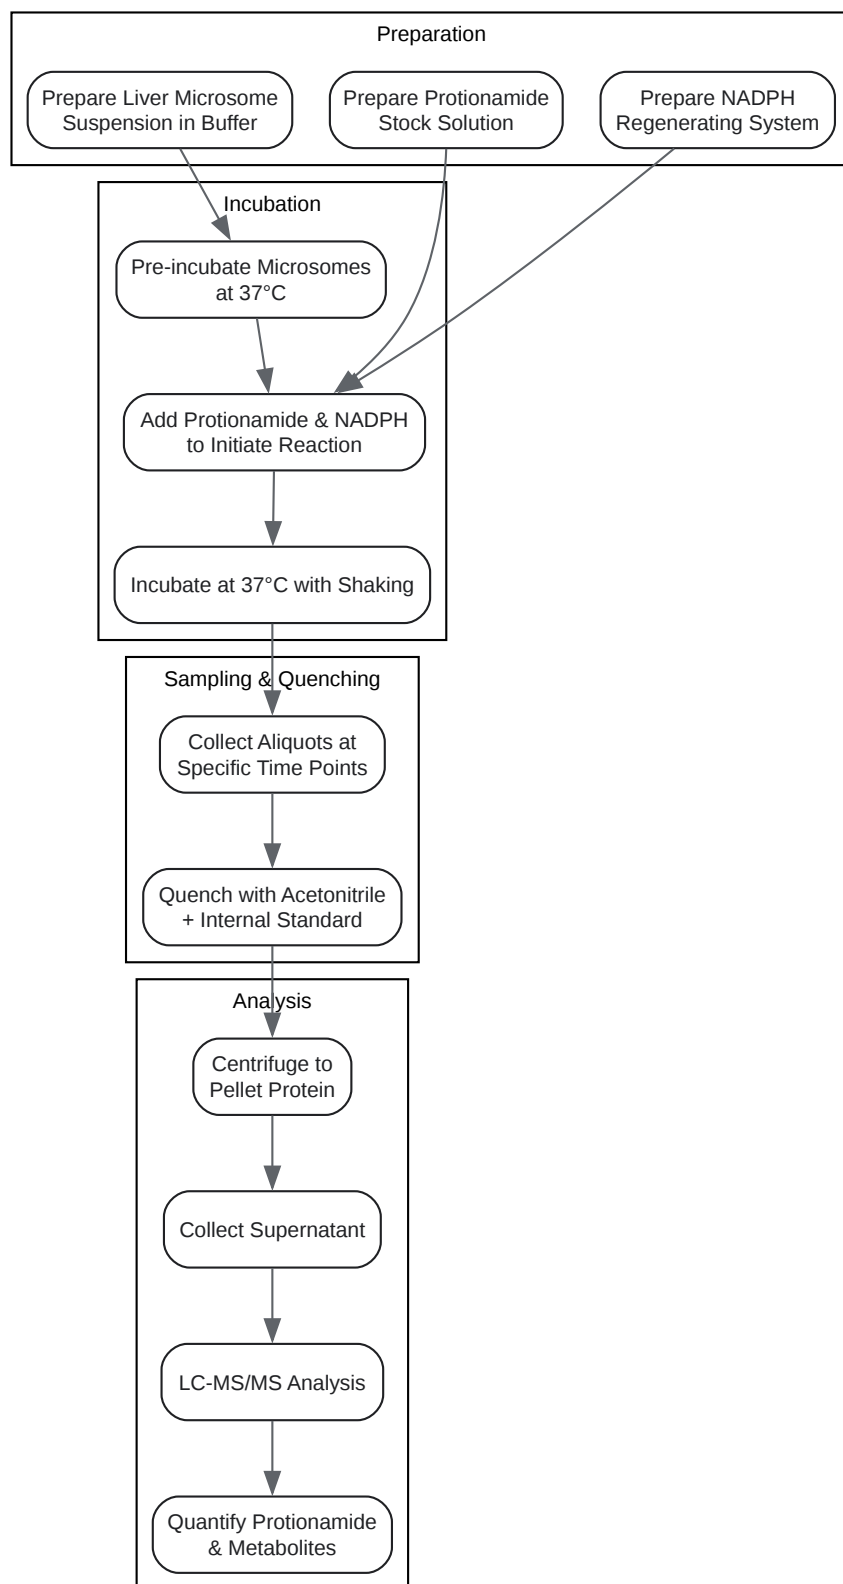 Preparation
Prepare Liver Microsome
Suspension in Buffer
Prepare Protionamide
Stock Solution
Prepare NADPH
Regenerating System
Incubation
Pre-incubate Microsomes
at 37°C
Add Protionamide & NADPH
to Initiate Reaction
Incubate at 37°C with Shaking
Sampling & Quenching
Collect Aliquots at
Specific Time Points
Quench with Acetonitrile
+ Internal Standard
Analysis
Centrifuge to
Pellet Protein
Collect Supernatant
LC-MS/MS Analysis
Quantify Protionamide
& Metabolites